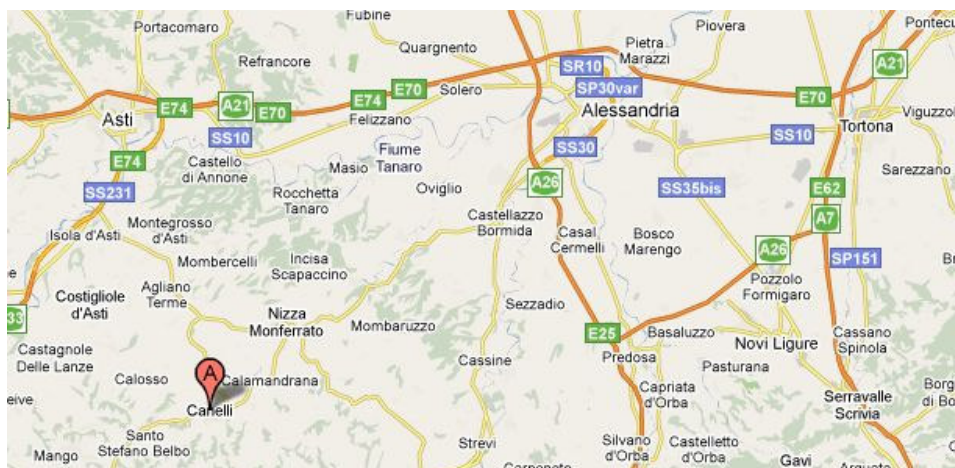 Fubine
Piovera
Pontecu
Portacomaro
Quargnento
Pietra
Marazzi
Refrancore
SR10
A21
E70
SP30var
E74
Solero
E70
A21
E74
E70
Alessandria
Viguzzol
Asti
SS10
Felizzano
SS10
Tortona
Fiume
Tanaro
SS30
E74
Castello
di Annone
Masio
Sarezzano
SS231
Rocchetta
Tanaro
Oviglio
A26
SS35bis
E62
Montegrosso
d'Asti
Castellazzo
Bormida
A7
Isola d'Asti
Casal
Cermelli
Bosco
Marengo
A26
SP151
Mombercelli
Incisa
Scapaccino
Pozzolo
Formigaro
Costigliole
d'Asti
Agliano
Terme
Sezzadio
33
Nizza
Monferrato
Mombaruzzo
E25
Basaluzzo
Cassano
Spinola
Castagnole
Delle Lanze
Novi Ligure
Cassine
Predosa
Pasturana
Calosso
A
Calamandrana
Capriata
d'Orba
Serravalle
Scrivia
Borg
Canelli
Santo
Stefano Belbo
Strevi
Silvano
d'Orba
Castelletto
d'Orba
Mango
Gavi